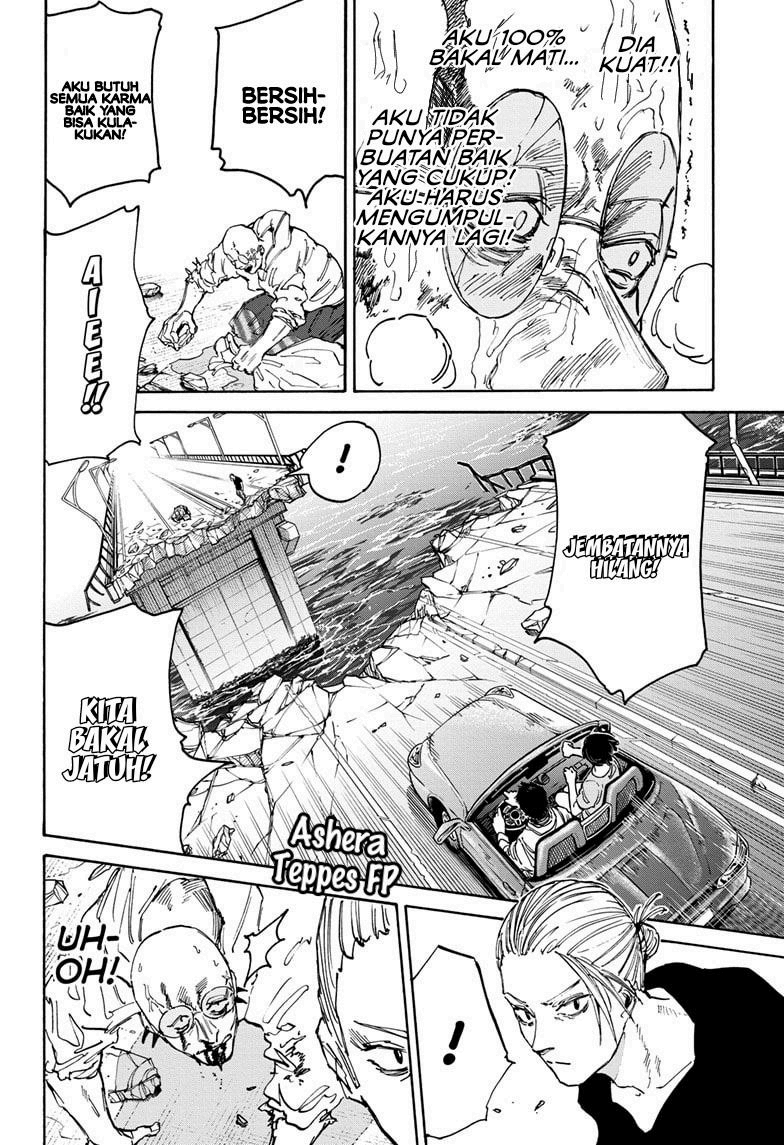 DIA
KUAT!!
AKU 100%
BAKAL MATI...
AKU TIDAK
PUNYA PER-
BUATAN BAIK
YANG CUKUP!
AKU HARUS
MENGUMPUL-
KANNYA LAGI!
BERSIH-
BERSIH!
AKU BUTUH
SEMUA KARMA
BAIK YANG
BISA KULA-
KUKAN!
JEMBATANNYA
HILANG!
!
AIEE!!
KITA
BAKAL
JATUH!
Ashera
Teppes FP
!
UH-
OH!